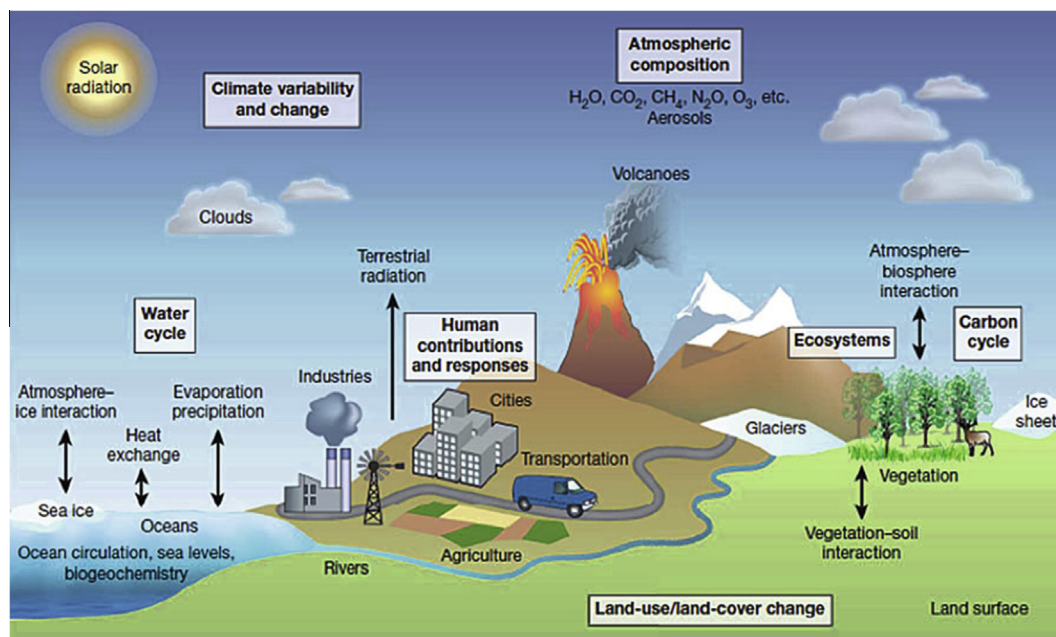 Solar
radiation
Climate variability
and change
Atmospheric
composition
H₂O, CO₂, CH₄, N₂O, O₃, etc.
Aerosols
Clouds
Volcanoes
Terrestrial
radiation
Atmosphere–
biosphere
interaction
Water
cycle
Human
contributions
and responses
Ecosystems
Carbon
cycle
Atmosphere–
ice interaction
Evaporation
precipitation
Heat
exchange
Industries
Cities
Transportation
Glaciers
Ice
sheet
Vegetation
Sea ice
Oceans
Ocean circulation, sea levels,
biogeochemistry
Rivers
Agriculture
Vegetation–soil
interaction
Land-use/land-cover change
Land surface